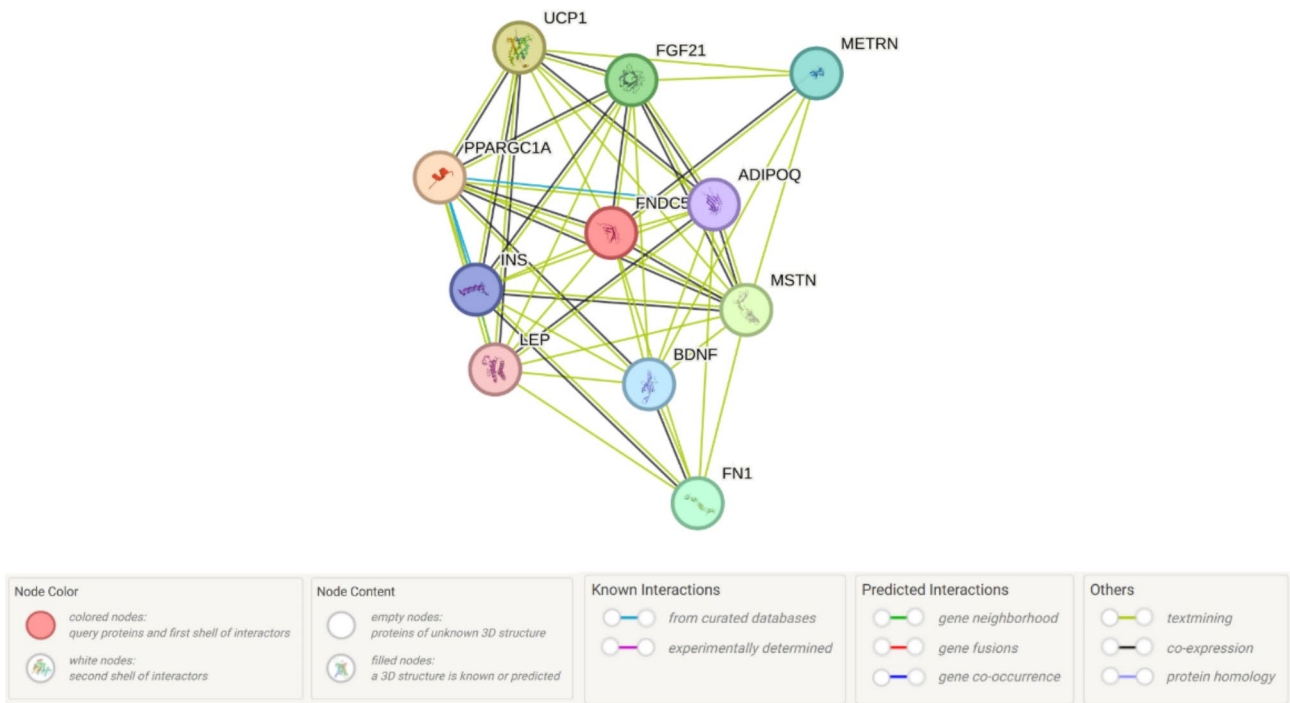 UCP1
FGF21
METRN
PPARGC1A
ADIPOQ
FNDC5
INS
MSTN
LEP
BDNF
FN1
Node Color
colored nodes:
query proteins and first shell of interactors
white nodes:
second shell of interactors
Node Content
empty nodes:
proteins of unknown 3D structure
filled nodes:
a 3D structure is known or predicted
Known Interactions
from curated databases
experimentally determined
Predicted Interactions
gene neighborhood
gene fusions
gene co-occurrence
Others
textmining
co-expression
protein homology